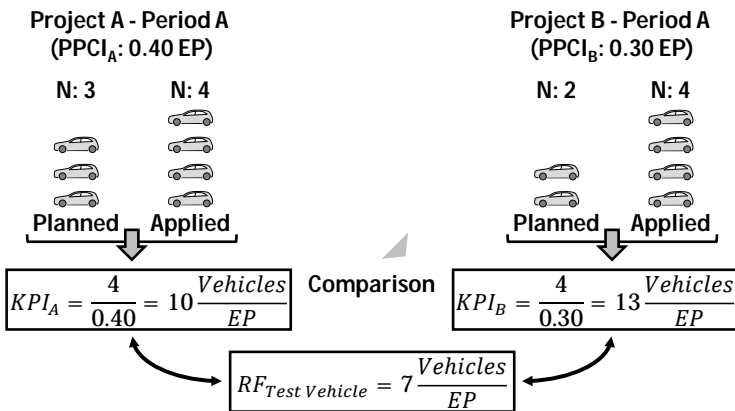 Project A - Period A
(PPCI_A: 0.40 EP)
N: 3 N: 4
Planned Applied
KPI_A = 4/0.40 = 10 Vehicles/EP
Project B - Period A
(PPCI_B: 0.30 EP)
N: 2 N: 4
Planned Applied
KPI_B = 4/0.30 = 13 Vehicles/EP
Comparison
RF_Test Vehicle = 7 Vehicles/EP